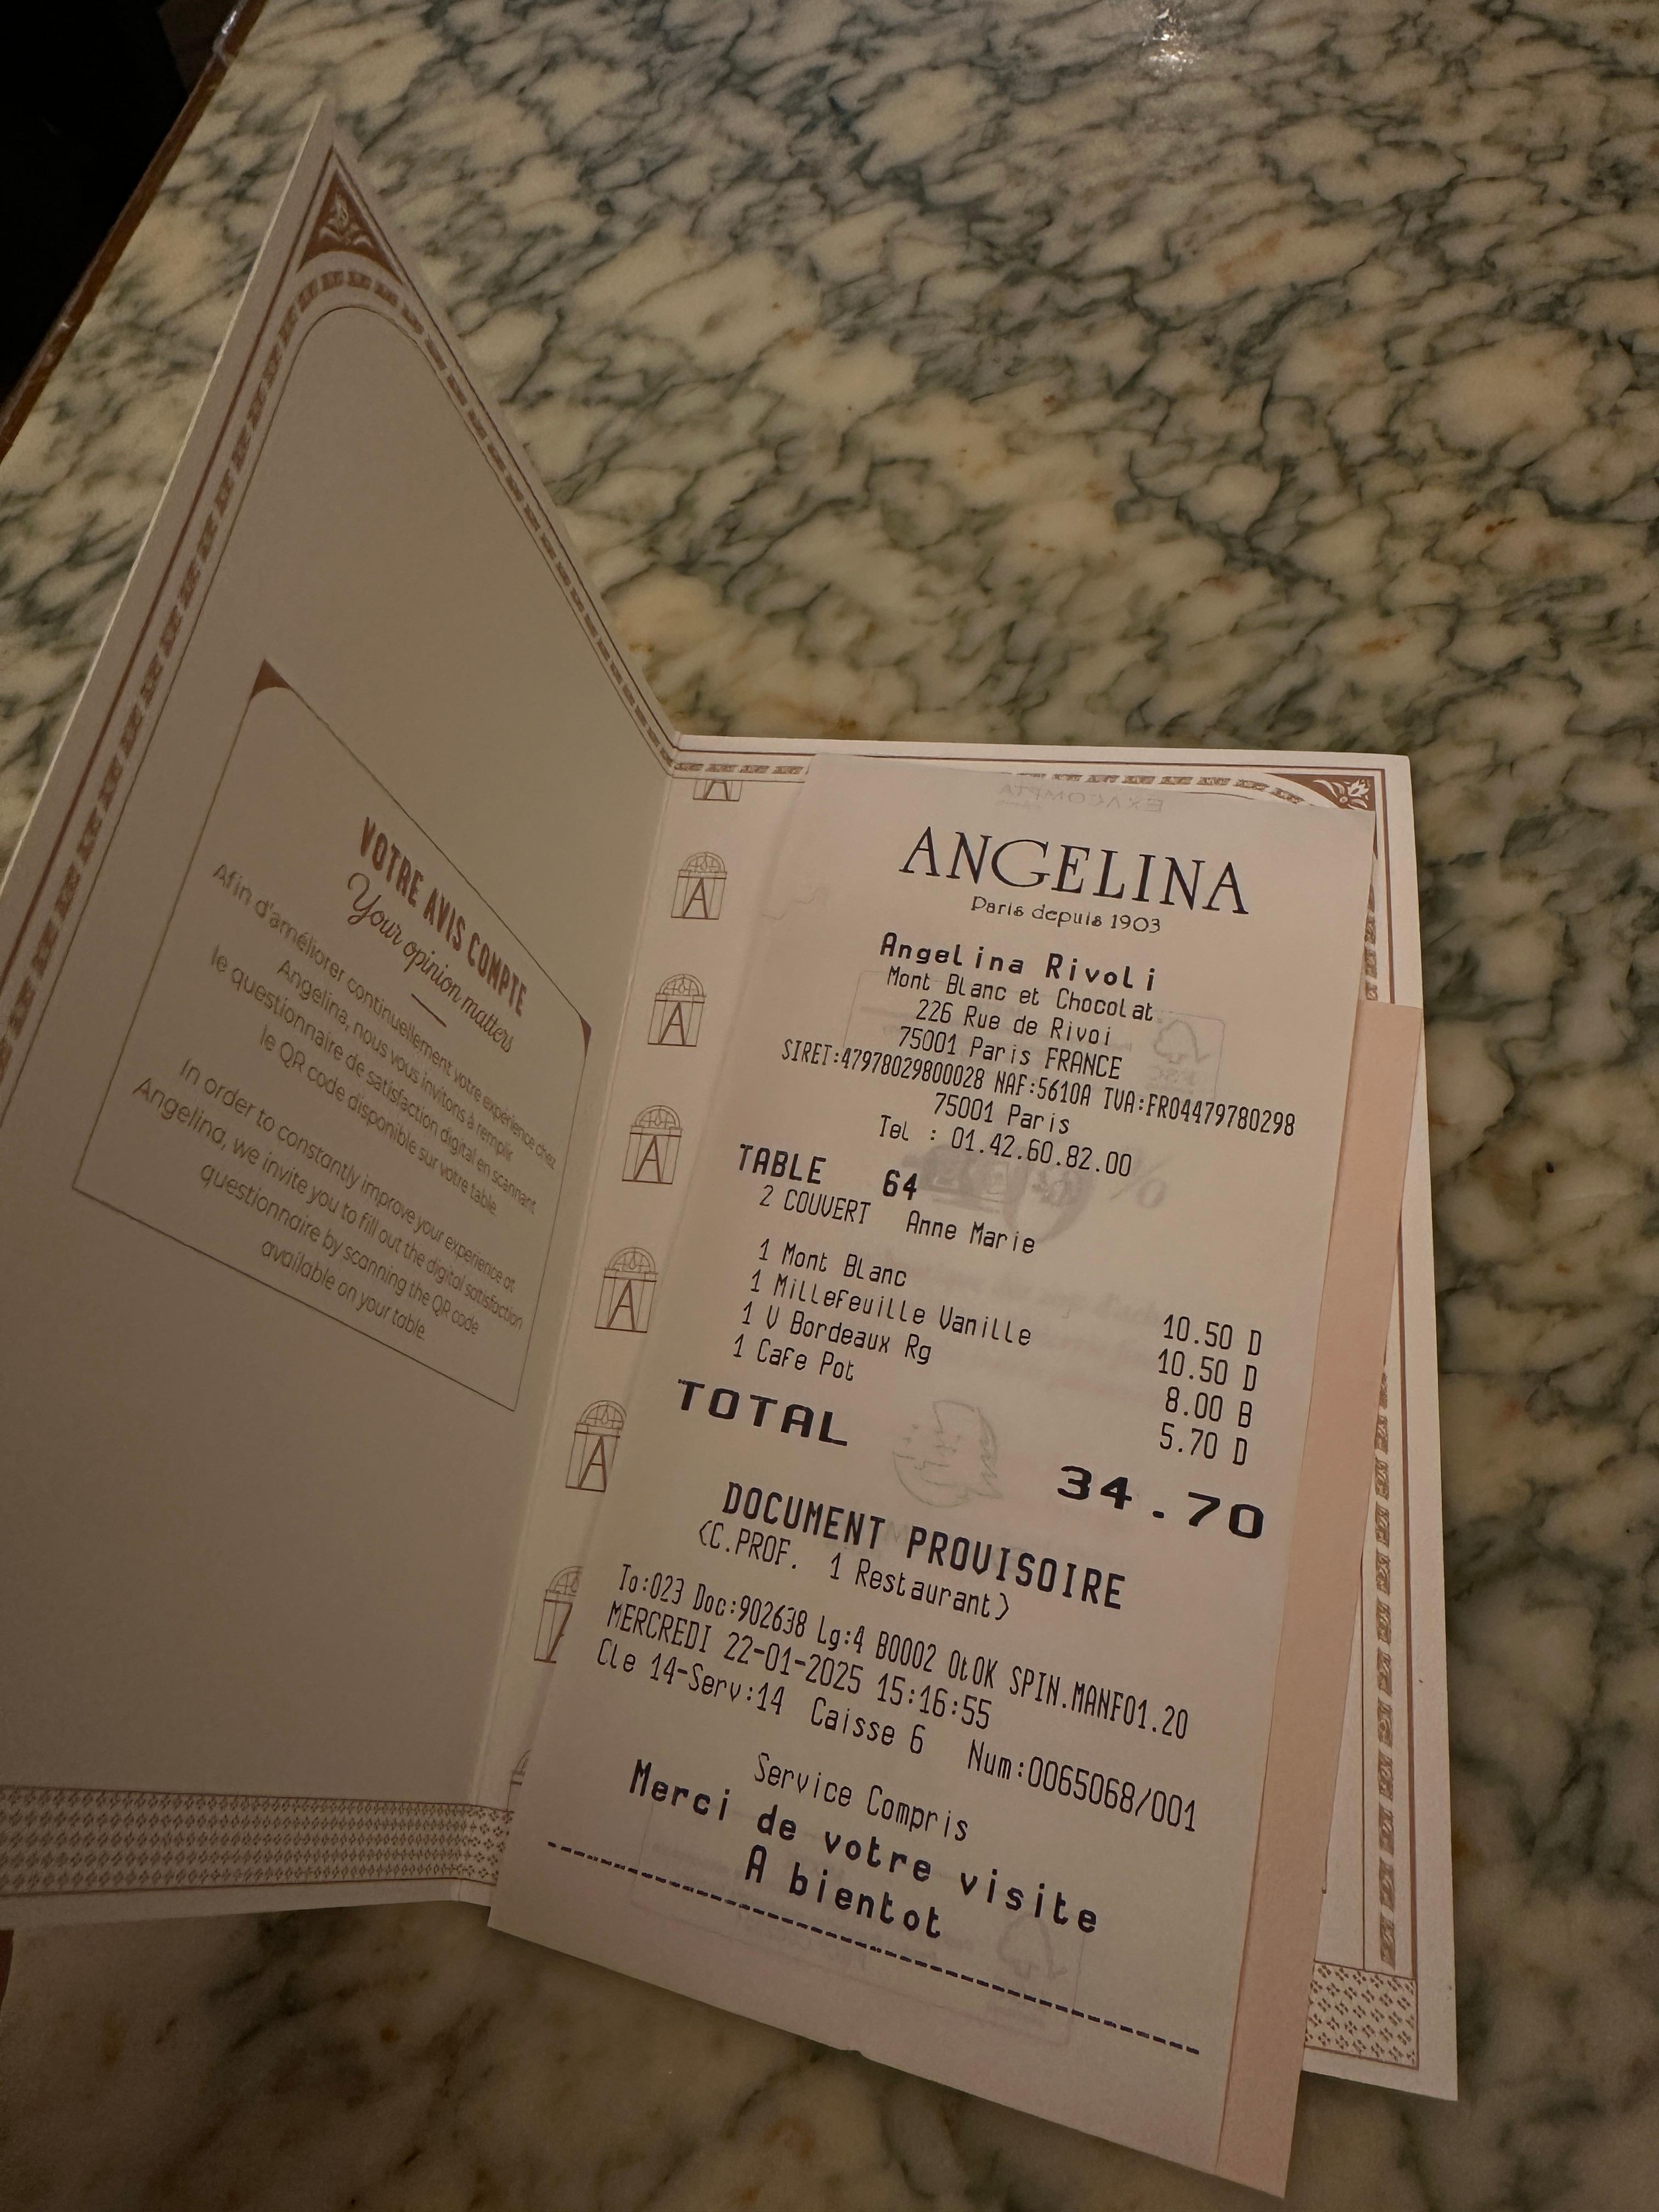 VOTRE AVIS COMPTE
Your opinion matters
Afin d'améliorer continuellement votre expérience chez
Angelina, nous vous invitons à remplir
le questionnaire de satisfaction digital en scannant
le QR code disponible sur votre table.
In order to constantly improve your experience at
Angelina, we invite you to fill out the digital satisfaction
questionnaire by scanning the QR code
available on your table.
A
A
A
A
A
A
ANGELINA
Paris depuis 1903
Angelina Rivoli
Mont Blanc et Chocolat
226 Rue de Rivoi
75001 Paris FRANCE
SIRET:47978029800028 NAF:5610A TVA:FR04479780298
75001 Paris
Tel : 01.42.60.82.00
TABLE 64
2 COUVERT Anne Marie
1 Mont Blanc 10.50 D
1 Millefeuille Vanille 10.50 D
1 V Bordeaux Rg 8.00 B
1 Cafe Pot 5.70 D
TOTAL 34.70
DOCUMENT PROVISOIRE
(C.PROF. 1 Restaurant)
To:023 Doc:902638 Lg:4 B0002 OtOK SPIN.MANF01.20
MERCREDI 22-01-2025 15:16:55
Cle 14-Serv:14 Caisse 6 Num:0065068/001
Service Compris
Merci de votre visite
A bientot